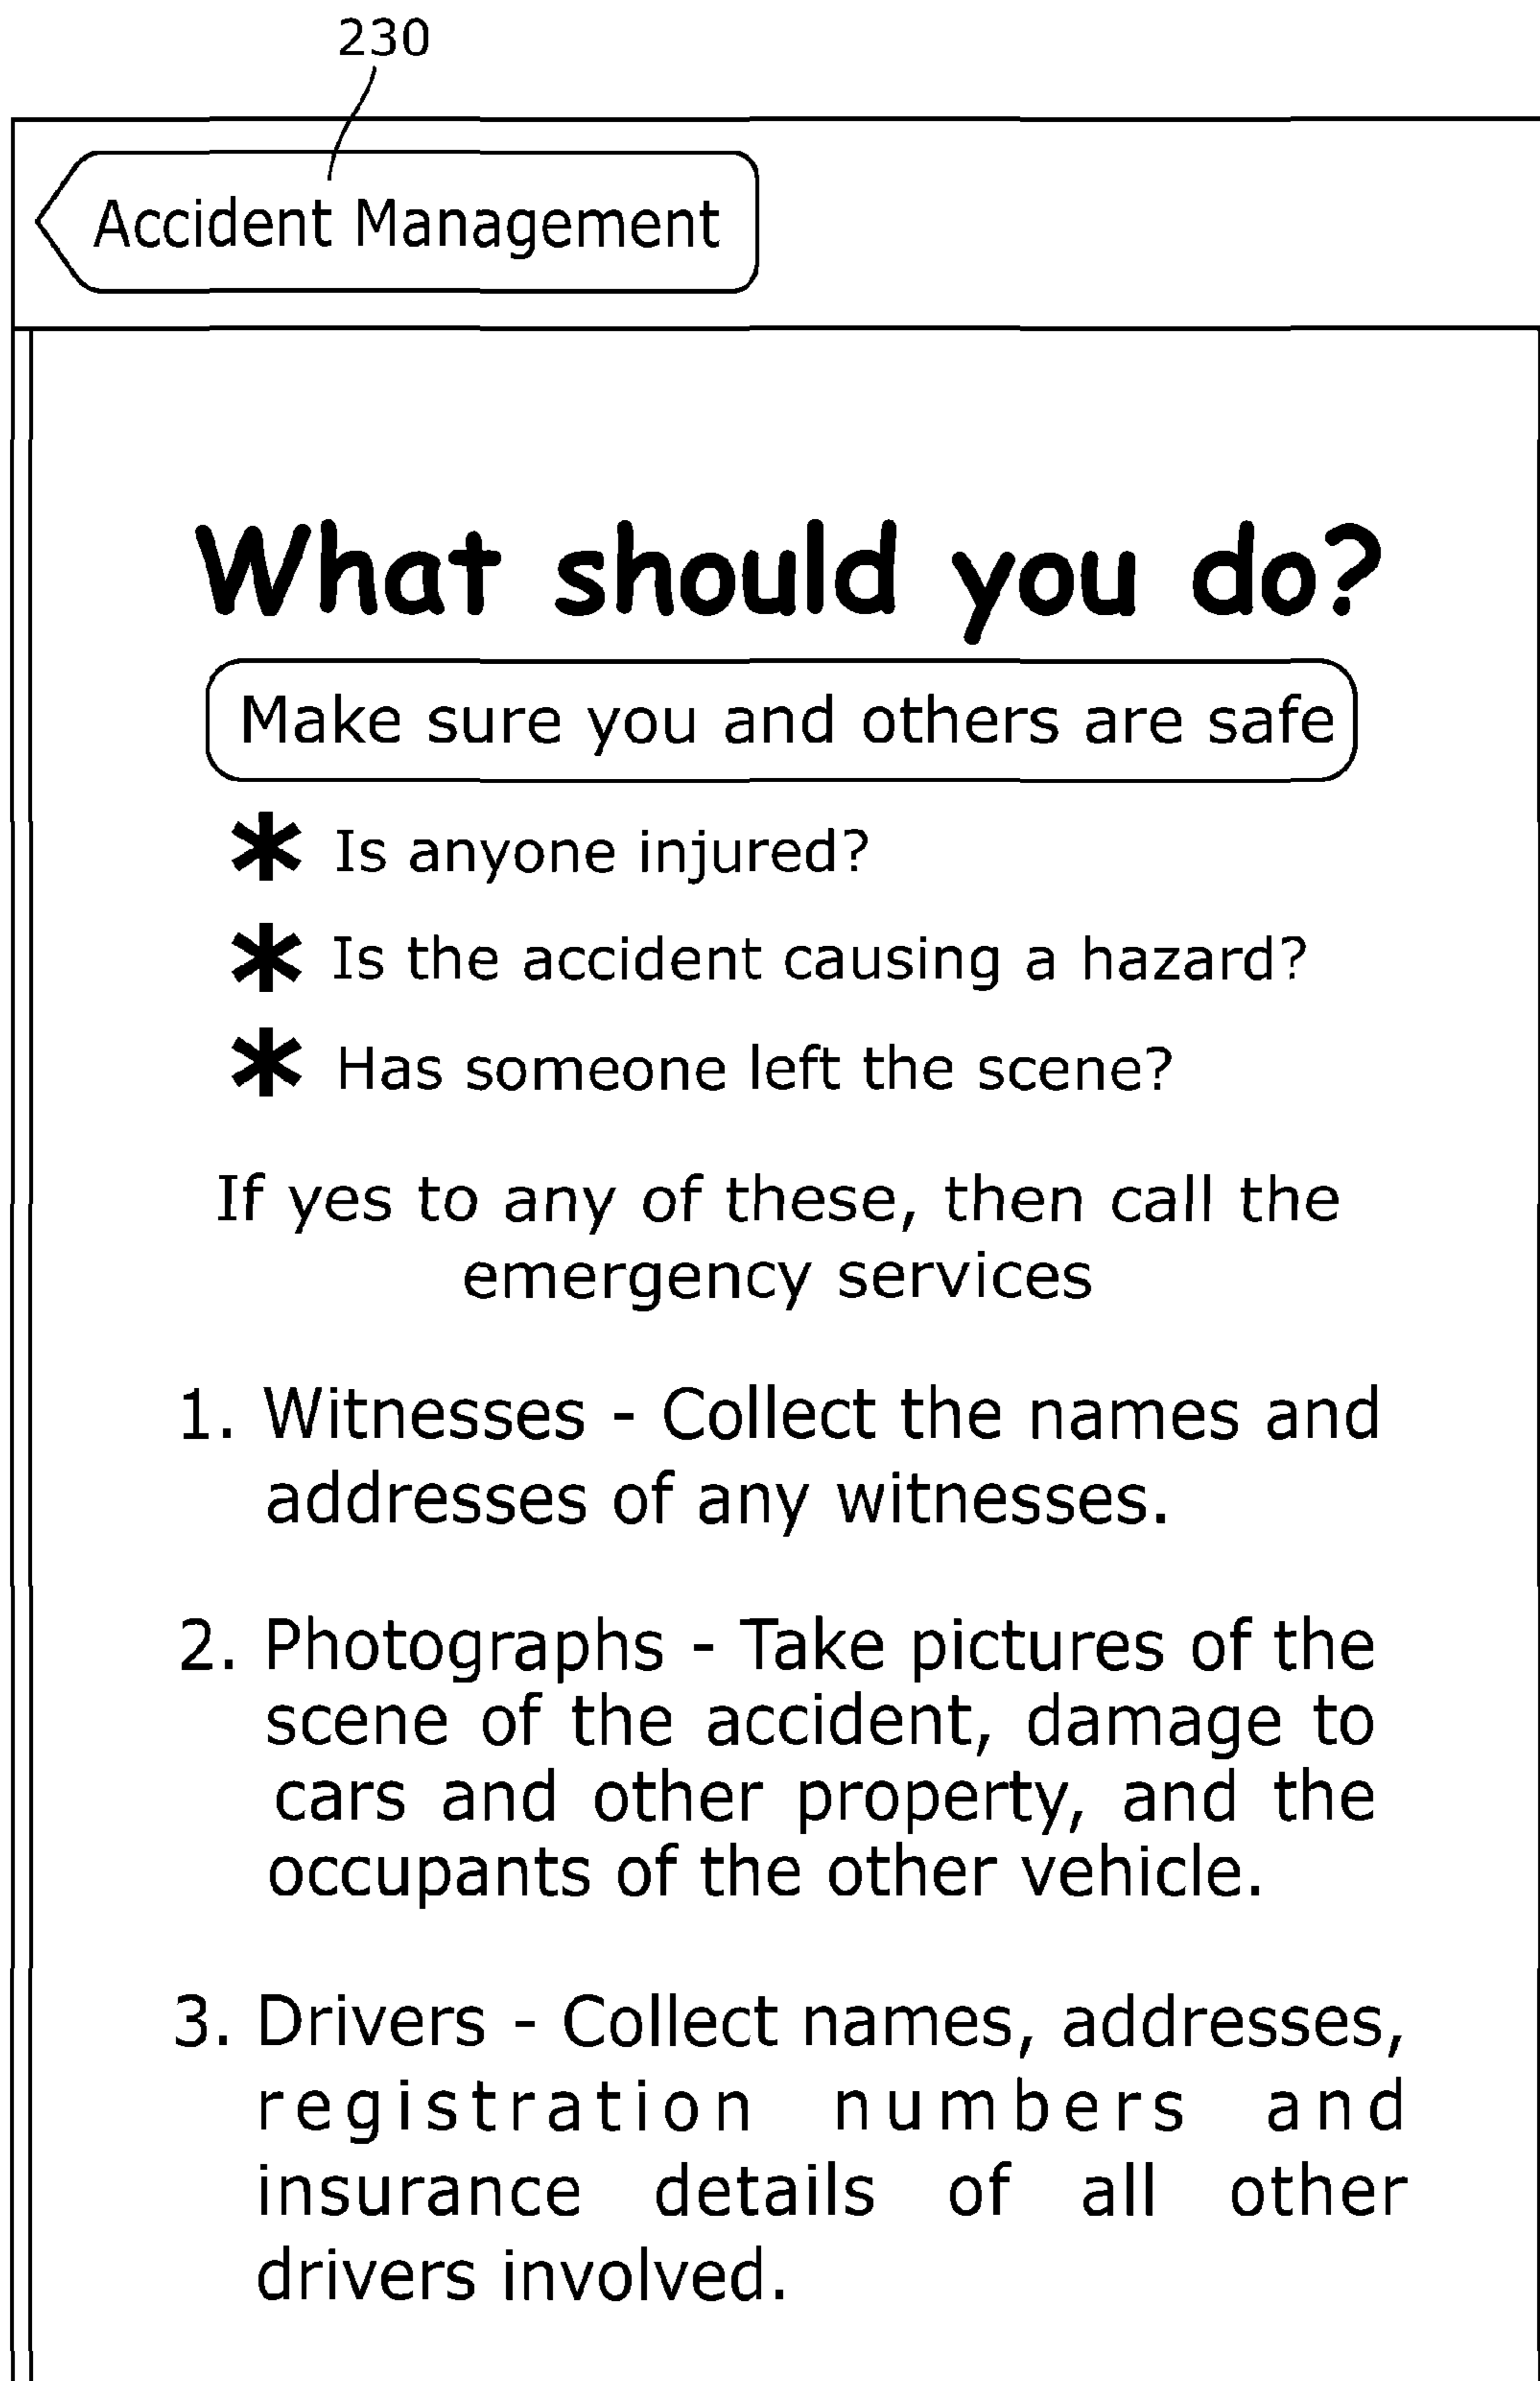 230
Accident Management
What should you do?
Make sure you and others are safe
* Is anyone injured?
* Is the accident causing a hazard?
* Has someone left the scene?
If yes to any of these, then call the
emergency services
1. Witnesses - Collect the names and
addresses of any witnesses.
2. Photographs - Take pictures of the
scene of the accident, damage to
cars and other property, and the
occupants of the other vehicle.
3. Drivers - Collect names, addresses,
registration numbers and
insurance details of all other
drivers involved.